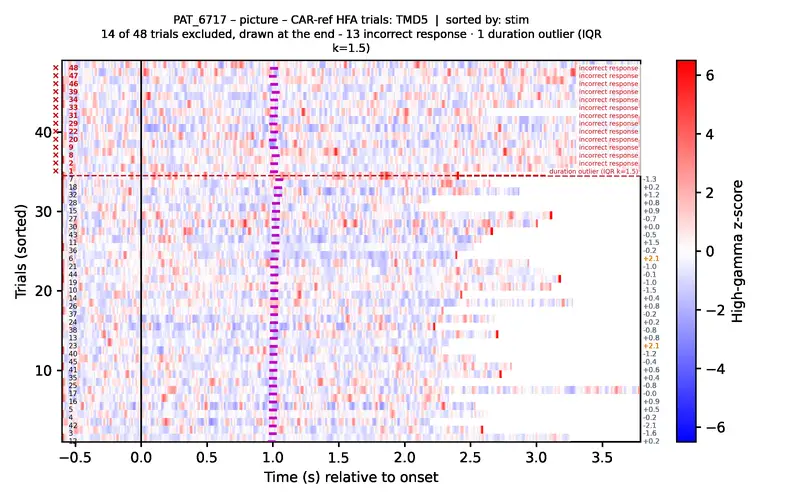 PAT_6717 – picture – CAR-ref HFA trials: TMD5 | sorted by: stim
14 of 48 trials excluded, drawn at the end - 13 incorrect response · 1 duration outlier (IQR
k=1.5)
× 48 incorrect response
× 47 incorrect response
× 46 incorrect response
× 39 incorrect response
× 34 incorrect response
× 33 incorrect response
× 31 incorrect response
× 29 incorrect response
× 22 incorrect response
× 20 incorrect response
× 9 incorrect response
× 8 incorrect response
× 2 incorrect response
× 1 duration outlier (IQR k=1.5)
7 -1.3
18 +0.2
32 -1.2
28 +0.8
15 +0.9
27 -0.7
30 -0.0
43 -0.5
11 +1.5
36 -0.2
6 +2.1
21 -1.0
44 -0.1
19 -1.0
10 -1.5
14 +0.4
26 +0.8
37 -0.2
24 +0.2
38 -0.8
13 +0.2
23 +2.1
40 -1.2
45 -0.4
41 +0.6
35 +0.4
25 -0.8
17 -0.0
16 +0.9
5 +0.5
4 -0.2
42 -2.1
3 -1.6
12 +0.2
40
30
20
10
Trials (sorted)
−0.5 0.0 0.5 1.0 1.5 2.0 2.5 3.0 3.5
Time (s) relative to onset
6
4
2
0
−2
−4
−6
High-gamma z-score